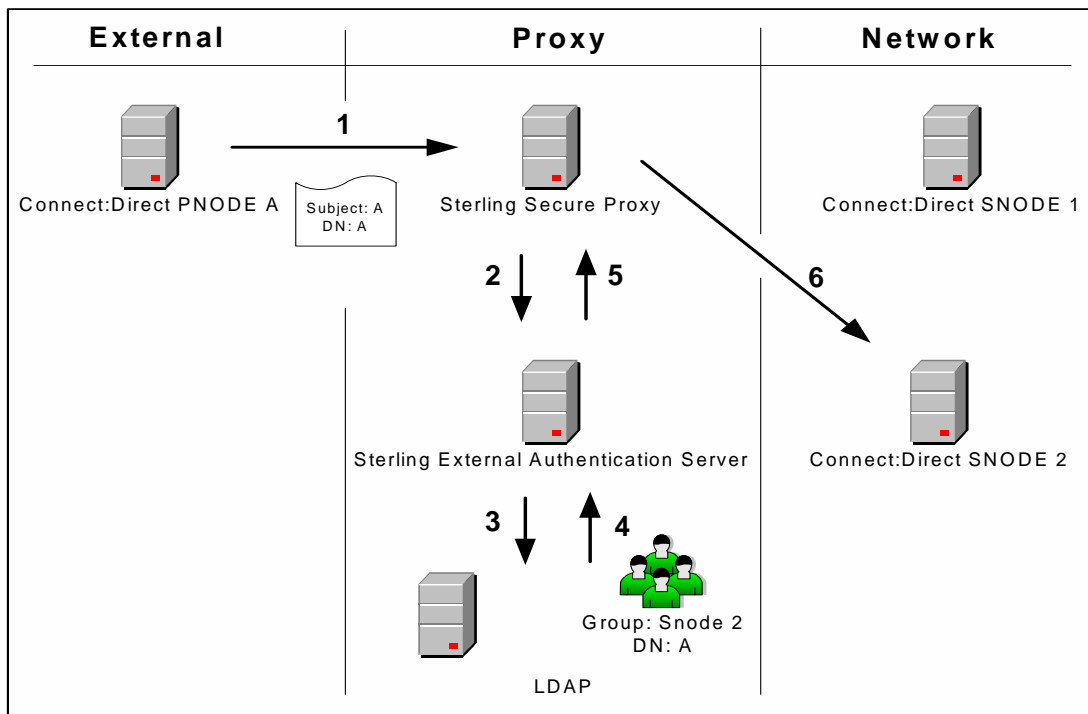 External
Proxy
Network
1
Connect:Direct PNODE A
Subject: A
DN: A
Sterling Secure Proxy
Connect:Direct SNODE 1
2
5
6
Sterling External Authentication Server
Connect:Direct SNODE 2
3
4
Group: Snode 2
DN: A
LDAP